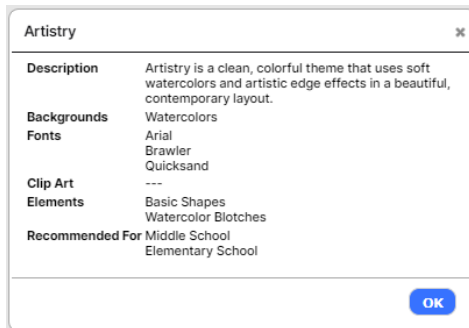 Artistry
Description Artistry is a clean, colorful theme that uses soft
watercolors and artistic edge effects in a beautiful,
contemporary layout.
Backgrounds Watercolors
Fonts Arial
Brawler
Quicksand
Clip Art ---
Elements Basic Shapes
Watercolor Blotches
Recommended For Middle School
Elementary School
OK